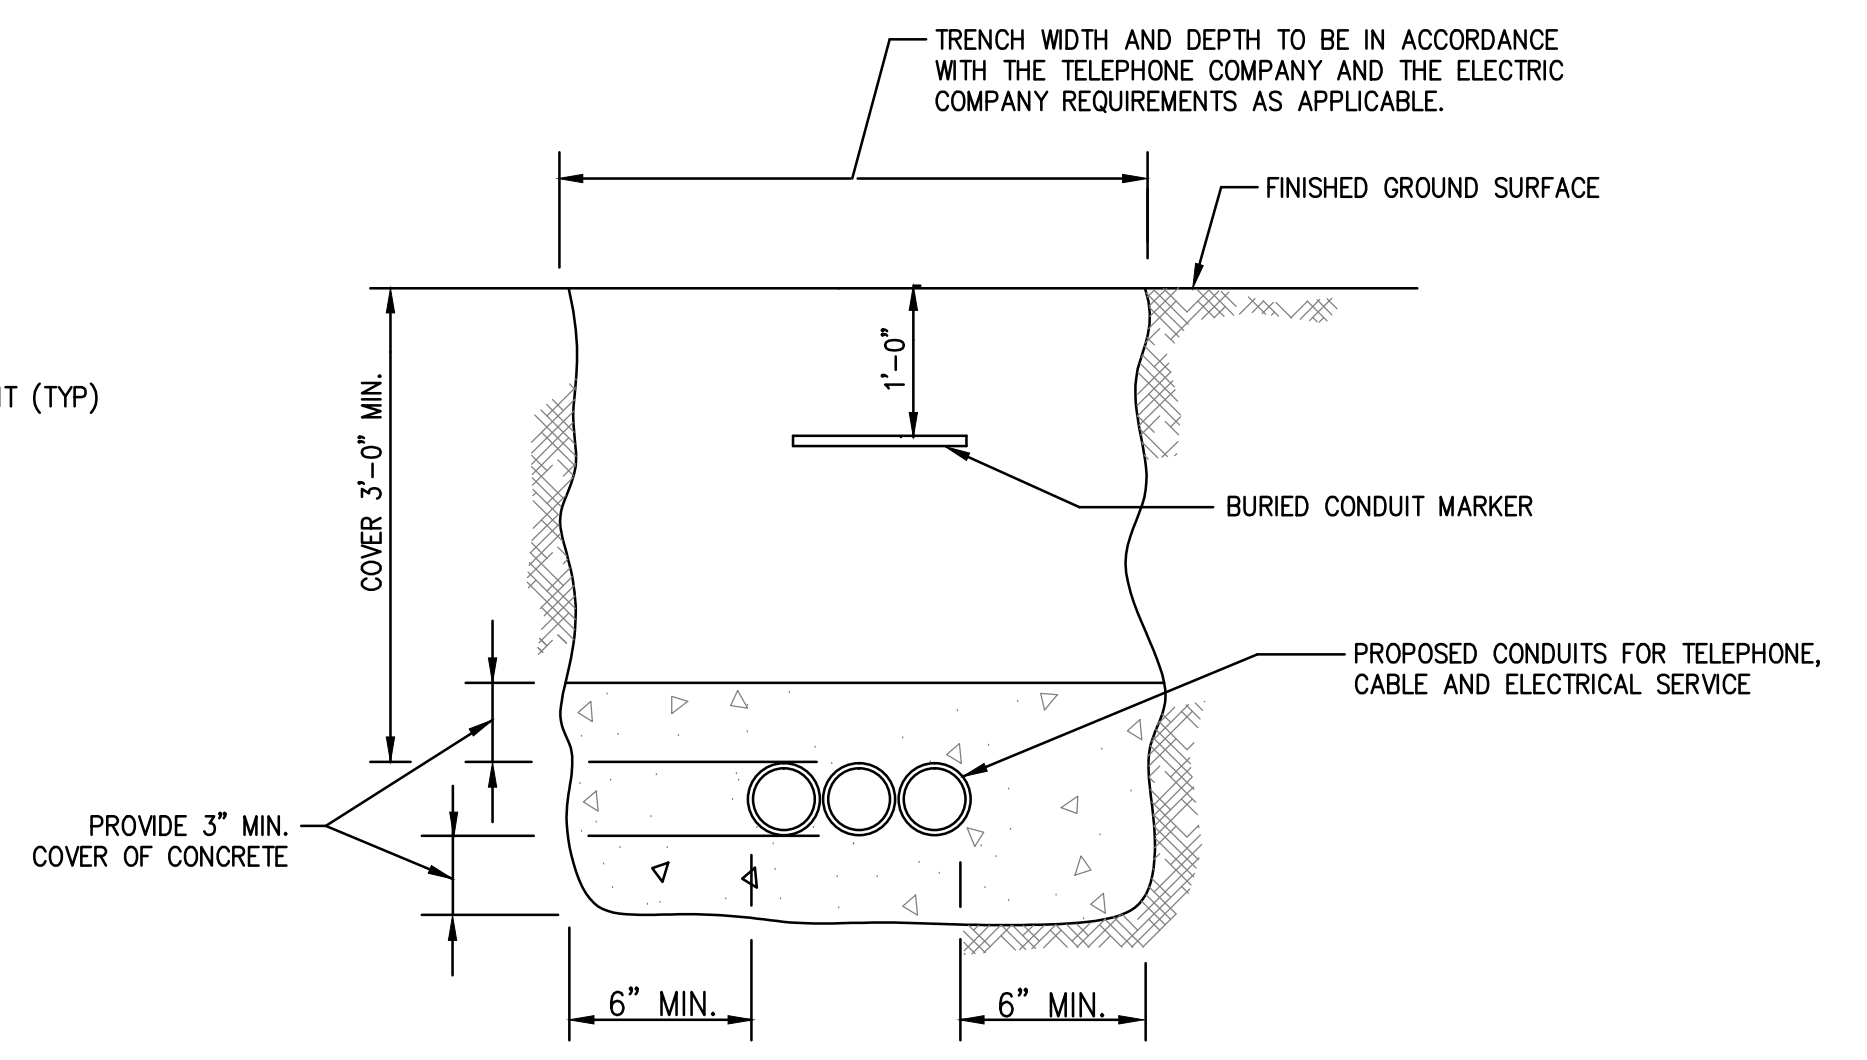 TRENCH WIDTH AND DEPTH TO BE IN ACCORDANCE
WITH THE TELEPHONE COMPANY AND THE ELECTRIC
COMPANY REQUIREMENTS AS APPLICABLE.
FINISHED GROUND SURFACE
1'-0"
T (TYP)
COVER 3'-0" MIN.
BURIED CONDUIT MARKER
PROPOSED CONDUITS FOR TELEPHONE,
CABLE AND ELECTRICAL SERVICE
PROVIDE 3" MIN.
COVER OF CONCRETE
6" MIN.
6" MIN.